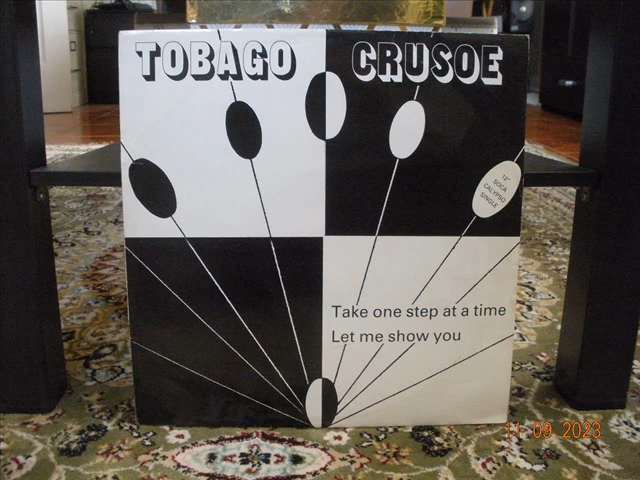 TOBAGO CRUSOE
12"
SOCA
CALYPSO
SINGLE
Take one step at a time
Let me show you
11 09 2023